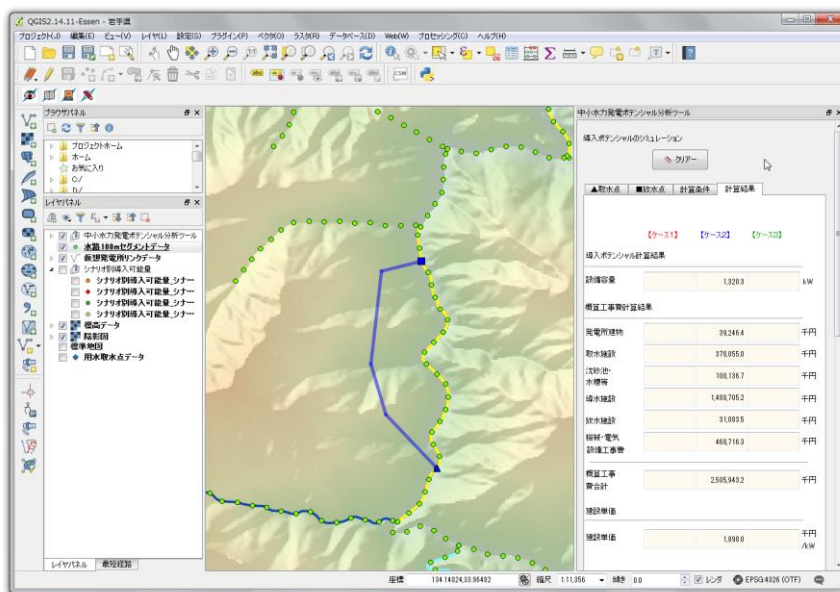 QGIS2.14.11-Essen - 岩手県
プロジェクト(J) 編集(E) ビュー(V) レイヤ(L) 設定(S) プラグイン(P) ベクタ(O) ラスタ(R) データベース(D) Web(W) プロセッシング(C) ヘルプ(H)
CSW
ブラウザパネル
プロジェクトホーム
ホーム
お気に入り
C:/
D:/
レイヤパネル
中小水力発電ポテンシャル分析ツール
水路100mセグメントデータ
仮想発電所リンクデータ
シナリオ別導入可能量
シナリオ別導入可能量_シナ
シナリオ別導入可能量_シナ
シナリオ別導入可能量_シナ
シナリオ別導入可能量_シナ
標高データ
陰影図
標準地図
用水取水点データ
レイヤパネル 最短経路
中小水力発電ポテンシャル分析ツール
導入ポテンシャルのシミュレーション
クリアー
▲取水点 ■放水点 計算条件 計算結果
【ケース1】 【ケース2】 【ケース3】
導入ポテンシャル計算結果
設備容量 1,320.3 kW
概算工事費計算結果
発電所建物 39,246.4 千円
取水施設 378,055.0 千円
沈砂池・
水槽等 108,136.7 千円
導水施設 1,488,705.2 千円
放水施設 31,083.5 千円
機械・電気
設備工事費 460,716.3 千円
概算工事
費合計 2,505,943.2 千円
建設単価
建設単価 1,898.0 千円
/kW
座標 134.14024,33.96482 縮尺 1:11,356 傾き 0.0 レンダ EPSG:4326 (OTF)